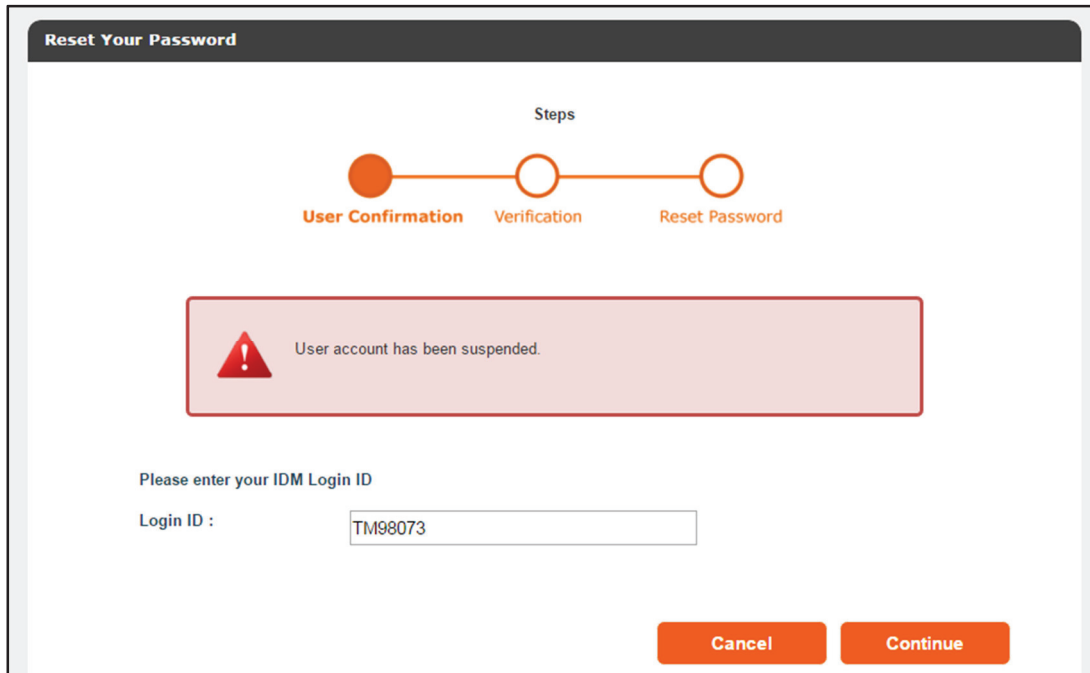 Reset Your Password
Steps
User Confirmation Verification Reset Password
!
User account has been suspended.
Please enter your IDM Login ID
Login ID : TM98073
Cancel Continue